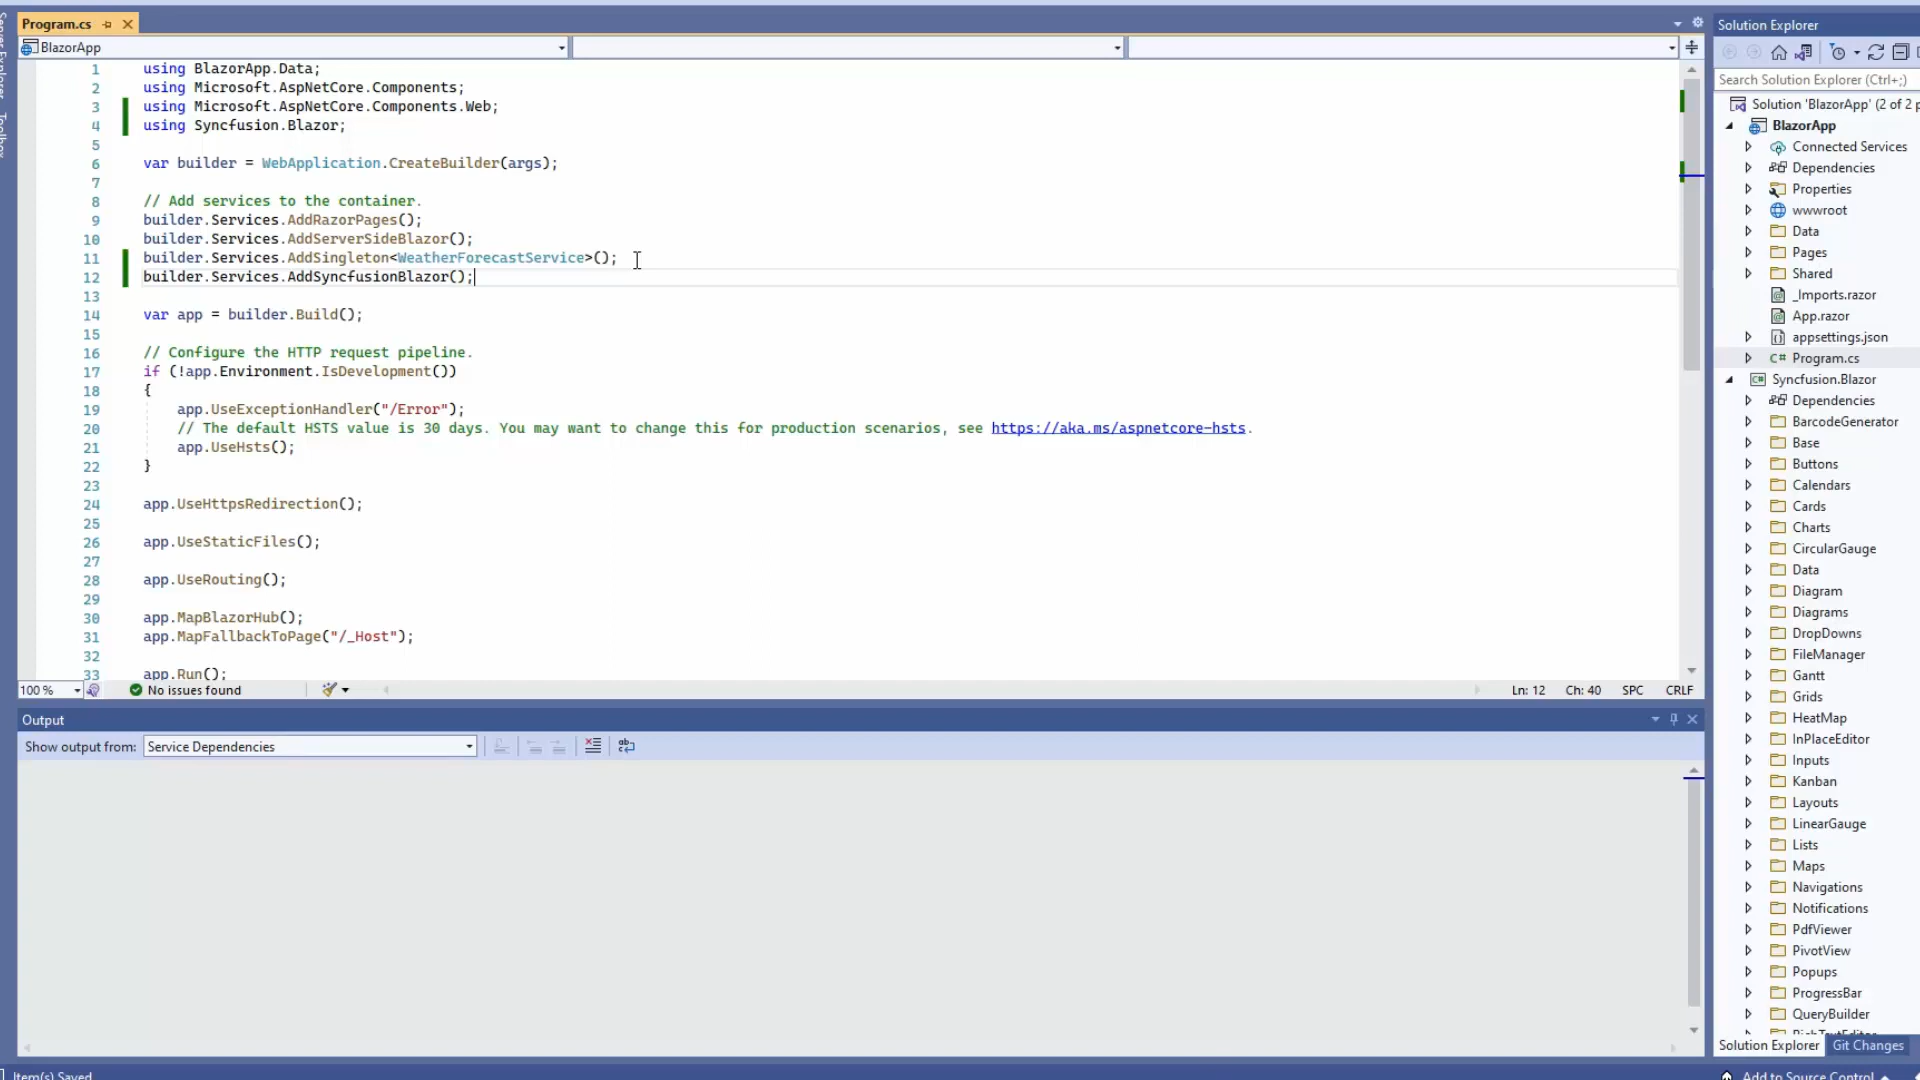 Server Explorer
Toolbox
Program.cs
BlazorApp
1 using BlazorApp.Data;
2 using Microsoft.AspNetCore.Components;
3 using Microsoft.AspNetCore.Components.Web;
4 using Syncfusion.Blazor;
5
6 var builder = WebApplication.CreateBuilder(args);
7
8 // Add services to the container.
9 builder.Services.AddRazorPages();
10 builder.Services.AddServerSideBlazor();
11 builder.Services.AddSingleton<WeatherForecastService>();
12 builder.Services.AddSyncfusionBlazor();
13
14 var app = builder.Build();
15
16 // Configure the HTTP request pipeline.
17 if (!app.Environment.IsDevelopment())
18 {
19 app.UseExceptionHandler("/Error");
20 // The default HSTS value is 30 days. You may want to change this for production scenarios, see https://aka.ms/aspnetcore-hsts.
21 app.UseHsts();
22 }
23
24 app.UseHttpsRedirection();
25
26 app.UseStaticFiles();
27
28 app.UseRouting();
29
30 app.MapBlazorHub();
31 app.MapFallbackToPage("/_Host");
32
33 app.Run();
100 %
No issues found
Ln: 12 Ch: 40 SPC CRLF
Output
Show output from: Service Dependencies
Item(s) Saved
Solution Explorer
Search Solution Explorer (Ctrl+;)
Solution 'BlazorApp' (2 of 2 p
BlazorApp
Connected Services
Dependencies
Properties
wwwroot
Data
Pages
Shared
_Imports.razor
App.razor
appsettings.json
C# Program.cs
Syncfusion.Blazor
Dependencies
BarcodeGenerator
Base
Buttons
Calendars
Cards
Charts
CircularGauge
Data
Diagram
Diagrams
DropDowns
FileManager
Gantt
Grids
HeatMap
InPlaceEditor
Inputs
Kanban
Layouts
LinearGauge
Lists
Maps
Navigations
Notifications
PdfViewer
PivotView
Popups
ProgressBar
QueryBuilder
RichTextEditor
Solution Explorer Git Changes
Add to Source Control